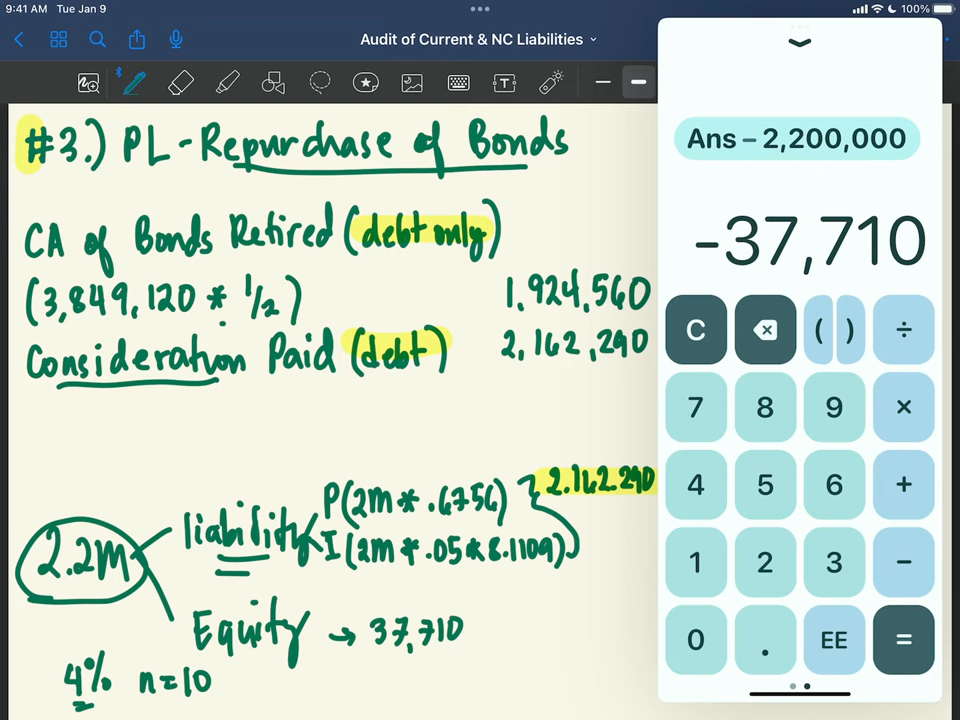 9:41 AM Tue Jan 9
100%
Audit of Current & NC Liabilities
T
#3.) PL - Repurchase of Bonds
CA of Bonds Retired (debt only)
(3,849,120 * 1/2) 1,924,560
Consideration Paid (debt) 2,162,290
2.2M
liability
P(2M * .6756)
I(2M * .05 * 8.1109)
2.162.290
Equity → 37,710
4% n=10
Ans − 2,200,000
-37,710
C ( ) ÷
7 8 9 ×
4 5 6 +
1 2 3 −
0 . EE =